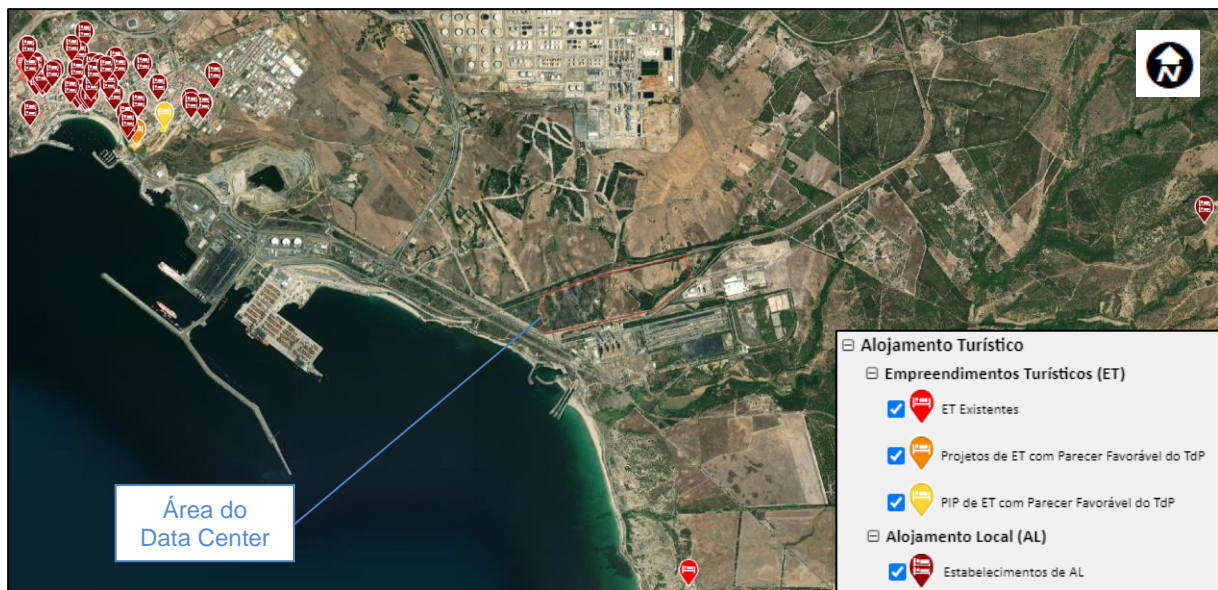 N
Área do
Data Center
Alojamento Turístico
Empreendimentos Turísticos (ET)
ET Existentes
Projetos de ET com Parecer Favorável do TdP
PIP de ET com Parecer Favorável do TdP
Alojamento Local (AL)
Estabelecimentos de AL